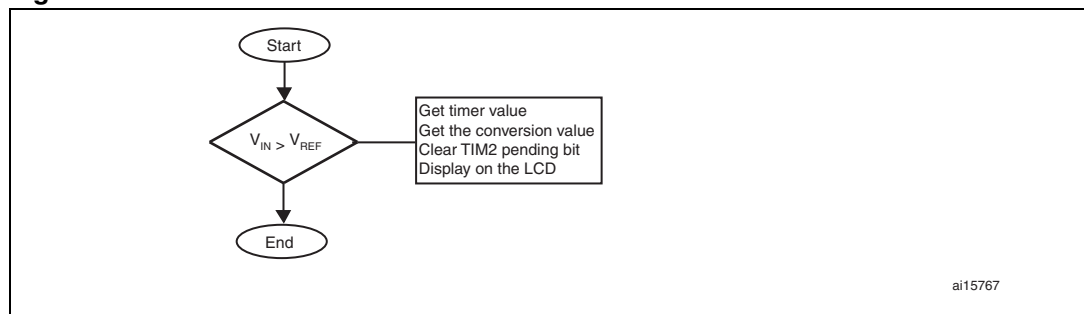 Start
V_IN > V_REF
Get timer value
Get the conversion value
Clear TIM2 pending bit
Display on the LCD
End
ai15767